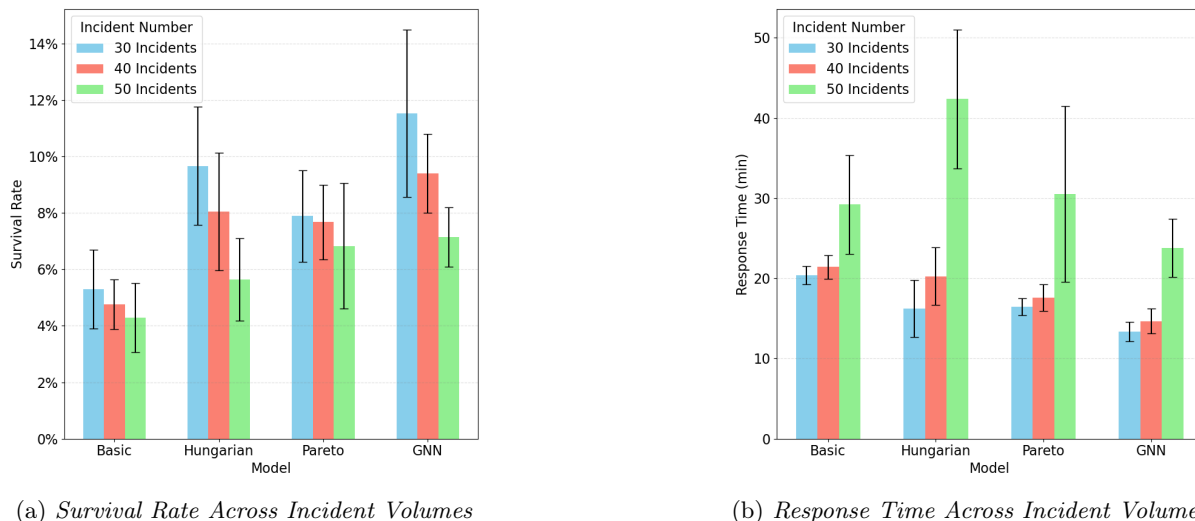 Incident Number
30 Incidents
40 Incidents
50 Incidents
14%
12%
10%
8%
6%
4%
2%
0%
Survival Rate
Basic
Hungarian
Pareto
GNN
Model
(a) Survival Rate Across Incident Volumes
Incident Number
30 Incidents
40 Incidents
50 Incidents
50
40
30
20
10
0
Response Time (min)
Basic
Hungarian
Pareto
GNN
Model
(b) Response Time Across Incident Volume